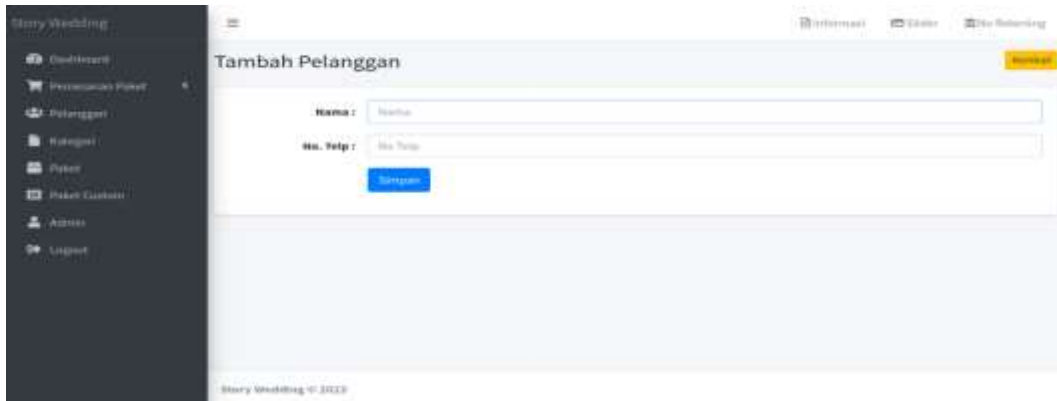 Story Wedding
Informasi
Slider
No Rekening
Dashboard
Pemesanan Paket
Pelanggan
Kategori
Paket
Paket Custom
Admin
Logout
Tambah Pelanggan
Kembali
Nama :
Nama
No. Telp :
No Telp
Simpan
Story Wedding © 2023